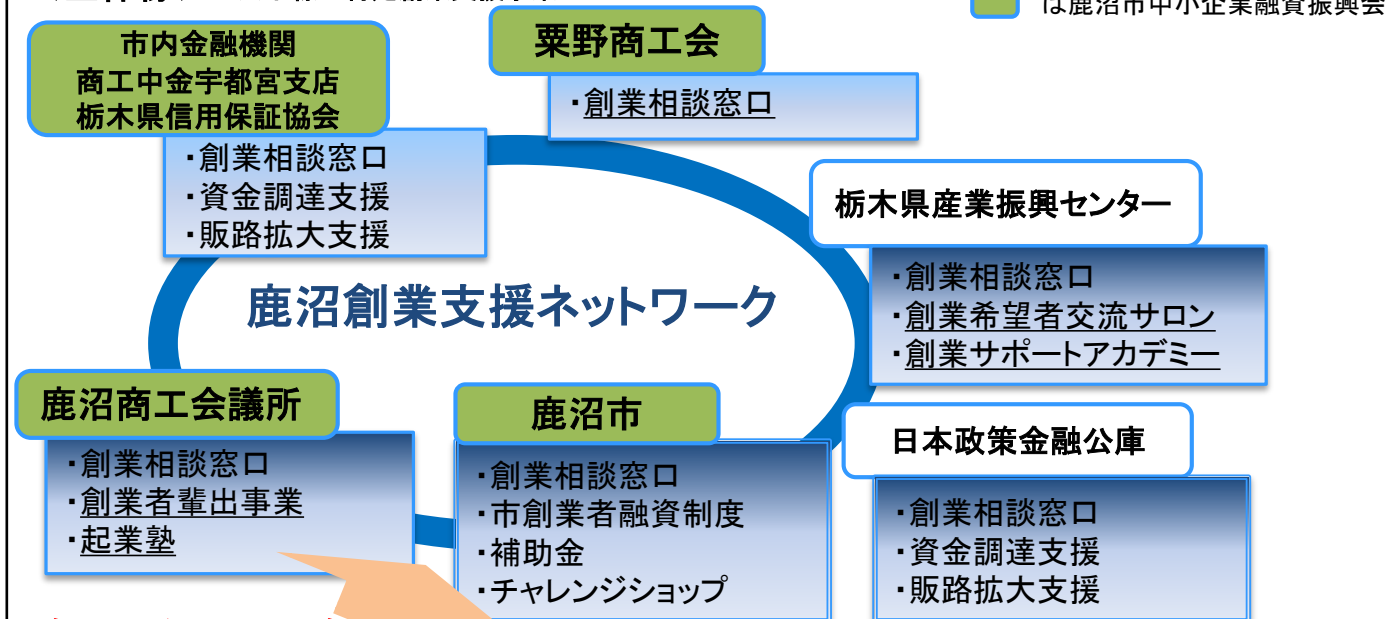 は鹿沼市中小企業融資振興会
市内金融機関
商工中金宇都宮支店
栃木県信用保証協会
・創業相談窓口
・資金調達支援
・販路拡大支援
粟野商工会
・創業相談窓口
栃木県産業振興センター
・創業相談窓口
・創業希望者交流サロン
・創業サポートアカデミー
鹿沼創業支援ネットワーク
鹿沼商工会議所
・創業相談窓口
・創業者輩出事業
・起業塾
鹿沼市
・創業相談窓口
・市創業者融資制度
・補助金
・チャレンジショップ
日本政策金融公庫
・創業相談窓口
・資金調達支援
・販路拡大支援